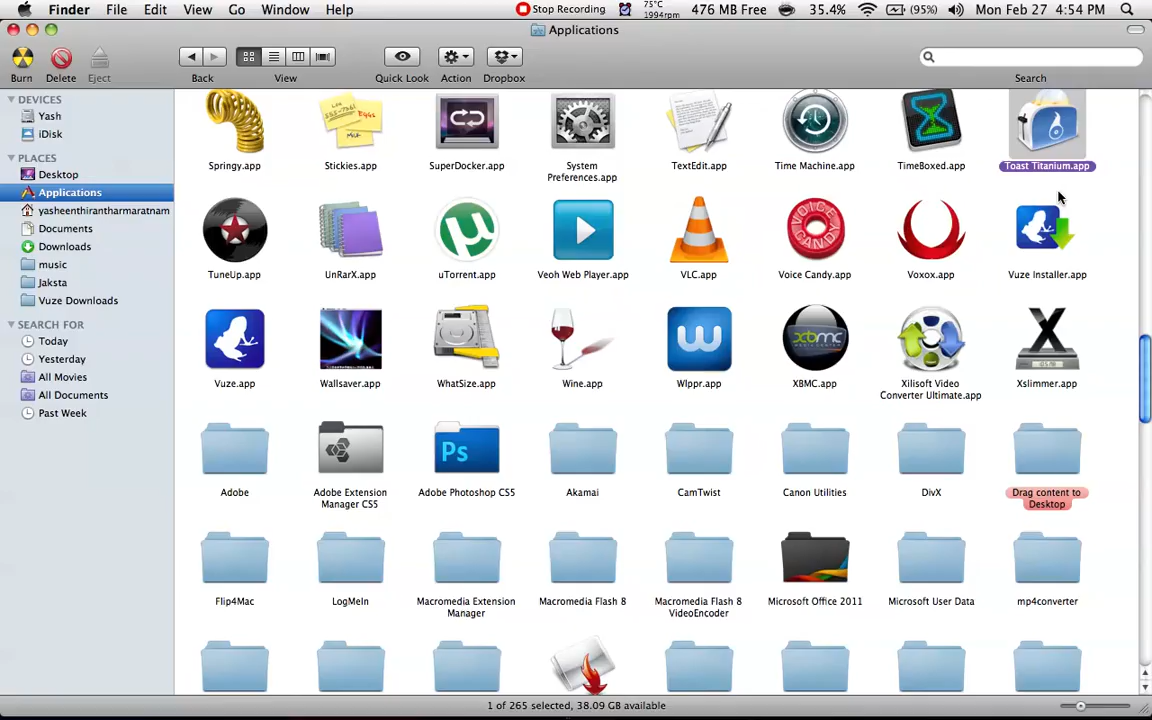 Finder File Edit View Go Window Help Stop Recording 75°C 1994rpm 476 MB Free 35.4% (95%) Mon Feb 27 4:54 PM
Applications
Burn Delete Eject Back View Quick Look Action Dropbox Search
DEVICES
Yash
iDisk
PLACES
Desktop
Applications
yasheenthirantharmaratnam
Documents
Downloads
music
Jaksta
Vuze Downloads
SEARCH FOR
Today
Yesterday
All Movies
All Documents
Past Week
EGGS
MILK
Springy.app Stickies.app SuperDocker.app System Preferences.app TextEdit.app Time Machine.app TimeBoxed.app Toast Titanium.app
VOICE CANDY
TuneUp.app UnRarX.app uTorrent.app Veoh Web Player.app VLC.app Voice Candy.app Voxox.app Vuze Installer.app
w xbmc X
Vuze.app Wallsaver.app WhatSize.app Wine.app Wlppr.app XBMC.app Xilisoft Video Converter Ultimate.app Xslimmer.app
Ps
Adobe Adobe Extension Manager CS5 Adobe Photoshop CS5 Akamai CamTwist Canon Utilities DivX Drag content to Desktop
Flip4Mac LogMeIn Macromedia Extension Manager Macromedia Flash 8 Macromedia Flash 8 VideoEncoder Microsoft Office 2011 Microsoft User Data mp4converter
1 of 265 selected, 38.09 GB available